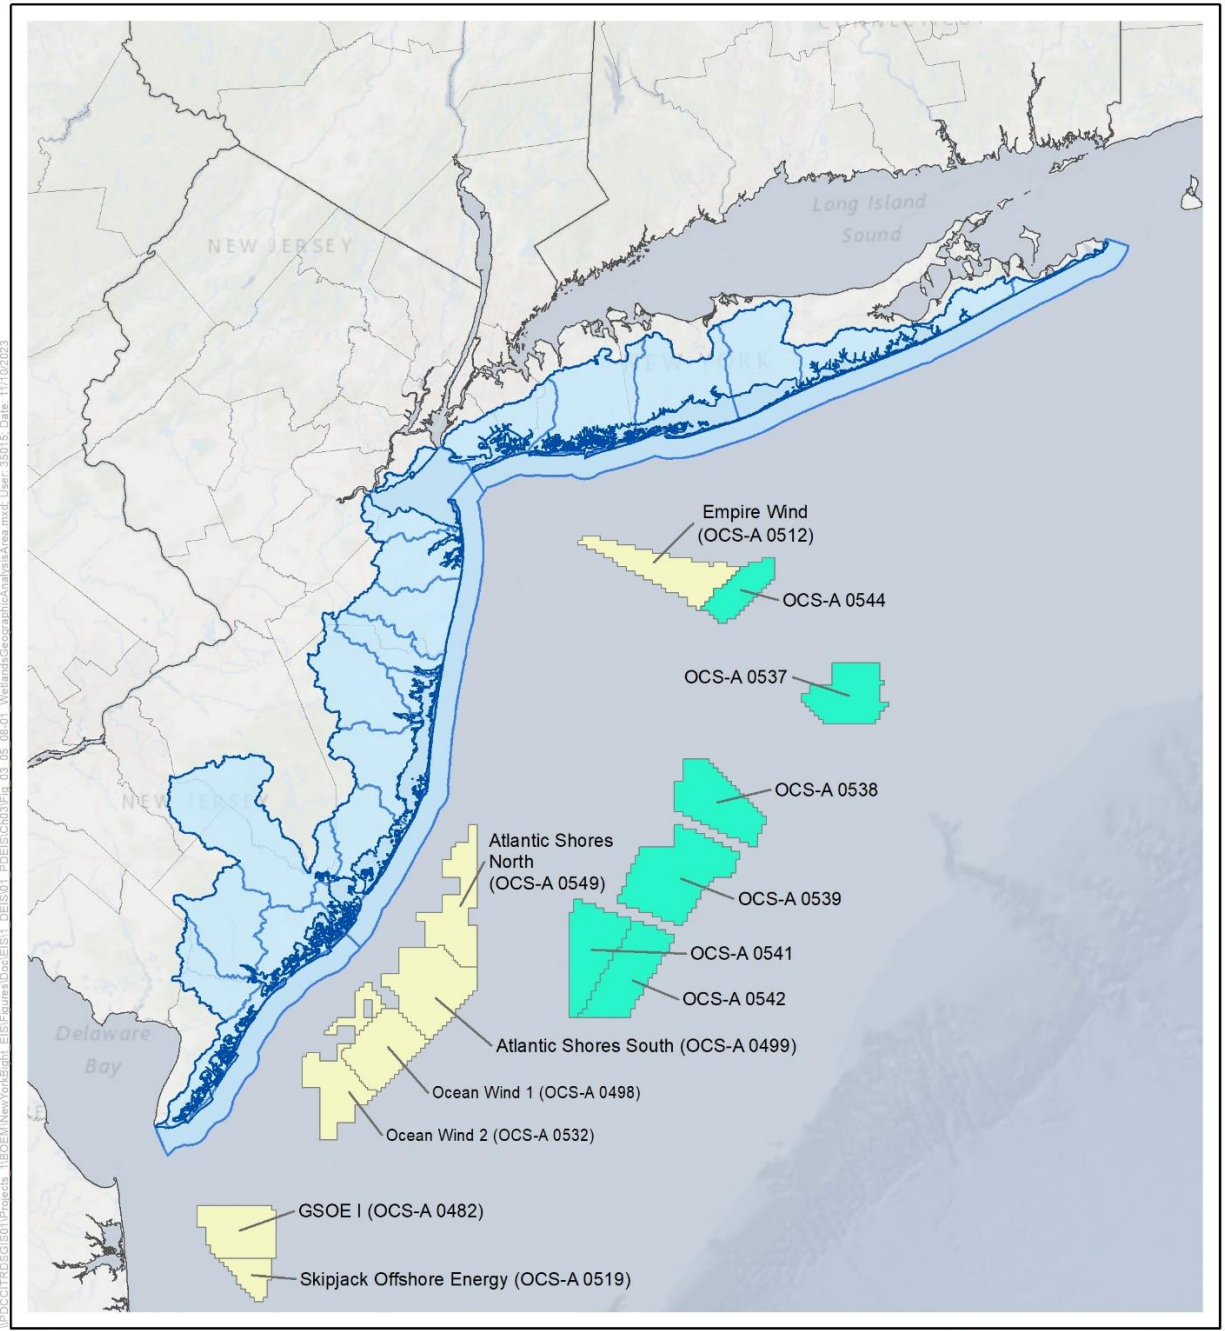 CONNECTICUT
Long Island
Sound
NEW JERSEY
NEW YORK
Empire Wind
(OCS-A 0512)
OCS-A 0544
OCS-A 0537
OCS-A 0538
NEW JERSEY
Atlantic Shores
North
(OCS-A 0549)
OCS-A 0539
OCS-A 0541
OCS-A 0542
Delaware
Bay
Atlantic Shores South (OCS-A 0499)
Ocean Wind 1 (OCS-A 0498)
Ocean Wind 2 (OCS-A 0532)
GSOE I (OCS-A 0482)
Skipjack Offshore Energy (OCS-A 0519)